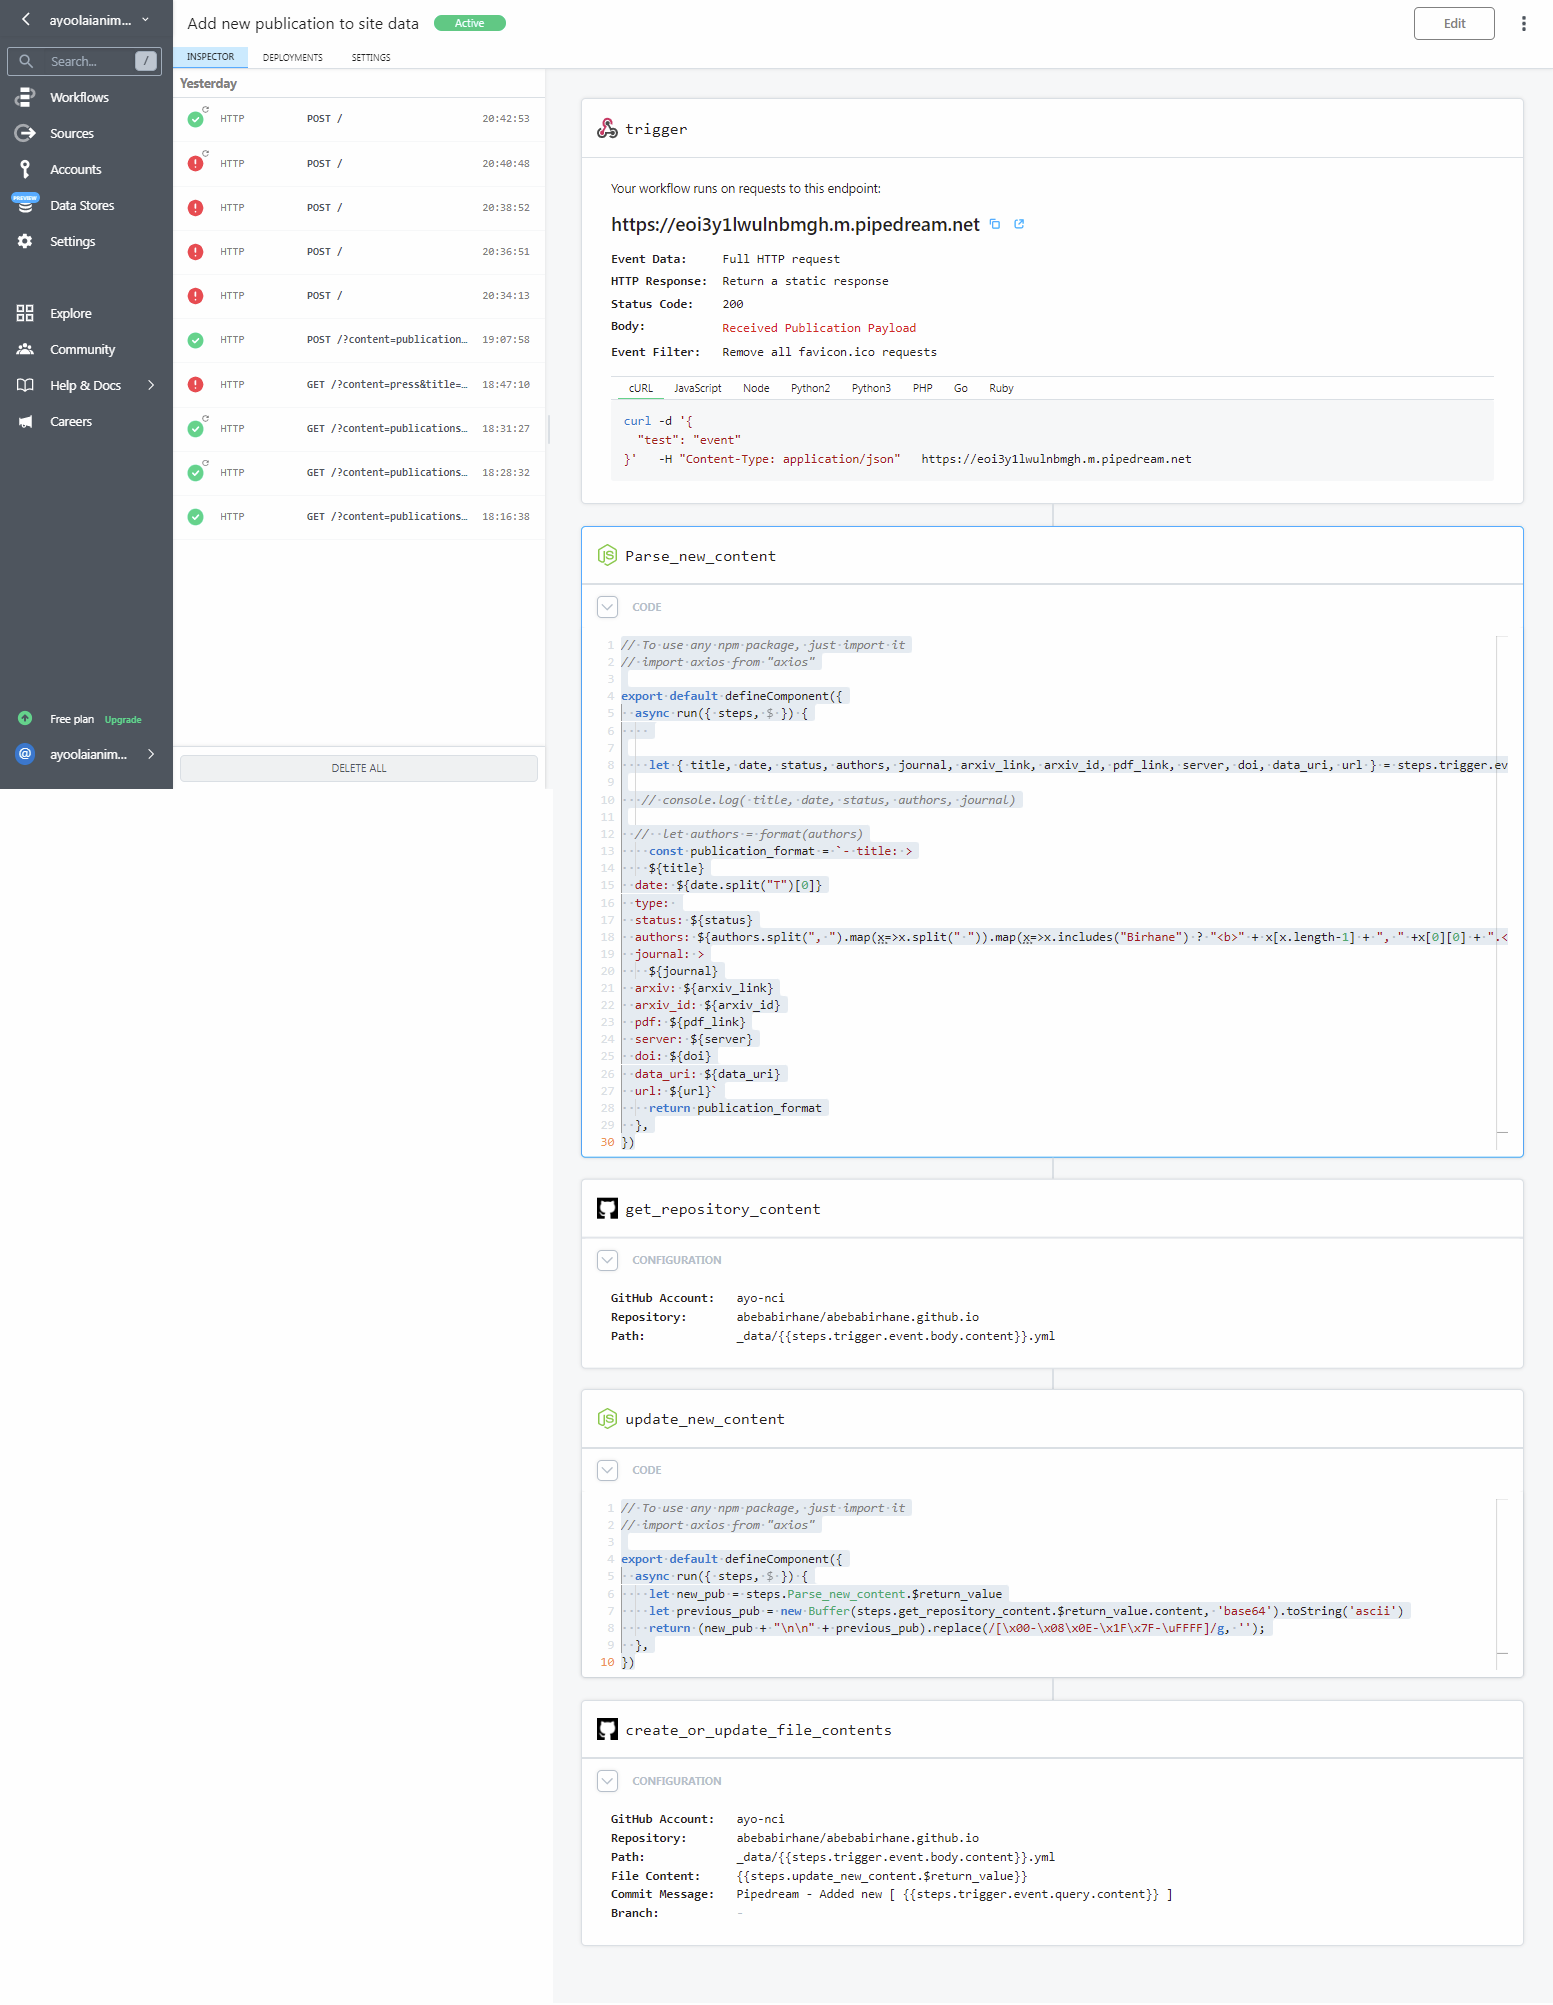 ayoolaianim...
Search...
/
Workflows
Sources
Accounts
PREVIEW
Data Stores
Settings
Explore
Community
Help & Docs
Careers
Free plan Upgrade
@ ayoolaianim...
Add new publication to site data
Active
Edit
INSPECTOR DEPLOYMENTS SETTINGS
Yesterday
HTTP POST / 20:42:53
HTTP POST / 20:40:48
HTTP POST / 20:38:52
HTTP POST / 20:36:51
HTTP POST / 20:34:13
HTTP POST /?content=publication... 19:07:58
HTTP GET /?content=press&title=... 18:47:10
HTTP GET /?content=publications... 18:31:27
HTTP GET /?content=publications... 18:28:32
HTTP GET /?content=publications... 18:16:38
DELETE ALL
trigger
Your workflow runs on requests to this endpoint:
https://eoi3y1lwulnbmgh.m.pipedream.net
Event Data: Full HTTP request
HTTP Response: Return a static response
Status Code: 200
Body: Received Publication Payload
Event Filter: Remove all favicon.ico requests
cURL JavaScript Node Python2 Python3 PHP Go Ruby
curl -d '{
"test": "event"
}' -H "Content-Type: application/json" https://eoi3y1lwulnbmgh.m.pipedream.net
JS Parse_new_content
CODE
1 // To use any npm package, just import it
2 // import axios from "axios"
3
4 export default defineComponent({
5 async run({ steps, $ }) {
6
7
8 let { title, date, status, authors, journal, arxiv_link, arxiv_id, pdf_link, server, doi, data_uri, url } = steps.trigger.ev
9
10 // console.log( title, date, status, authors, journal)
11
12 // let authors = format(authors)
13 const publication_format = `- title: >
14 ${title}
15 date: ${date.split("T")[0]}
16 type:
17 status: ${status}
18 authors: ${authors.split(", ").map(x=>x.split(" ")).map(x=>x.includes("Birhane") ? "<b>" + x[x.length-1] + ", " +x[0][0] + ".<
19 journal: >
20 ${journal}
21 arxiv: ${arxiv_link}
22 arxiv_id: ${arxiv_id}
23 pdf: ${pdf_link}
24 server: ${server}
25 doi: ${doi}
26 data_uri: ${data_uri}
27 url: ${url}`
28 return publication_format
29 },
30 })
get_repository_content
CONFIGURATION
GitHub Account: ayo-nci
Repository: abebabirhane/abebabirhane.github.io
Path: _data/{{steps.trigger.event.body.content}}.yml
JS update_new_content
CODE
1 // To use any npm package, just import it
2 // import axios from "axios"
3
4 export default defineComponent({
5 async run({ steps, $ }) {
6 let new_pub = steps.Parse_new_content.$return_value
7 let previous_pub = new Buffer(steps.get_repository_content.$return_value.content, 'base64').toString('ascii')
8 return (new_pub + "\n\n" + previous_pub).replace(/[\x00-\x08\x0E-\x1F\x7F-\uFFFF]/g, '');
9 },
10 })
create_or_update_file_contents
CONFIGURATION
GitHub Account: ayo-nci
Repository: abebabirhane/abebabirhane.github.io
Path: _data/{{steps.trigger.event.body.content}}.yml
File Content: {{steps.update_new_content.$return_value}}
Commit Message: Pipedream - Added new [ {{steps.trigger.event.query.content}} ]
Branch: -